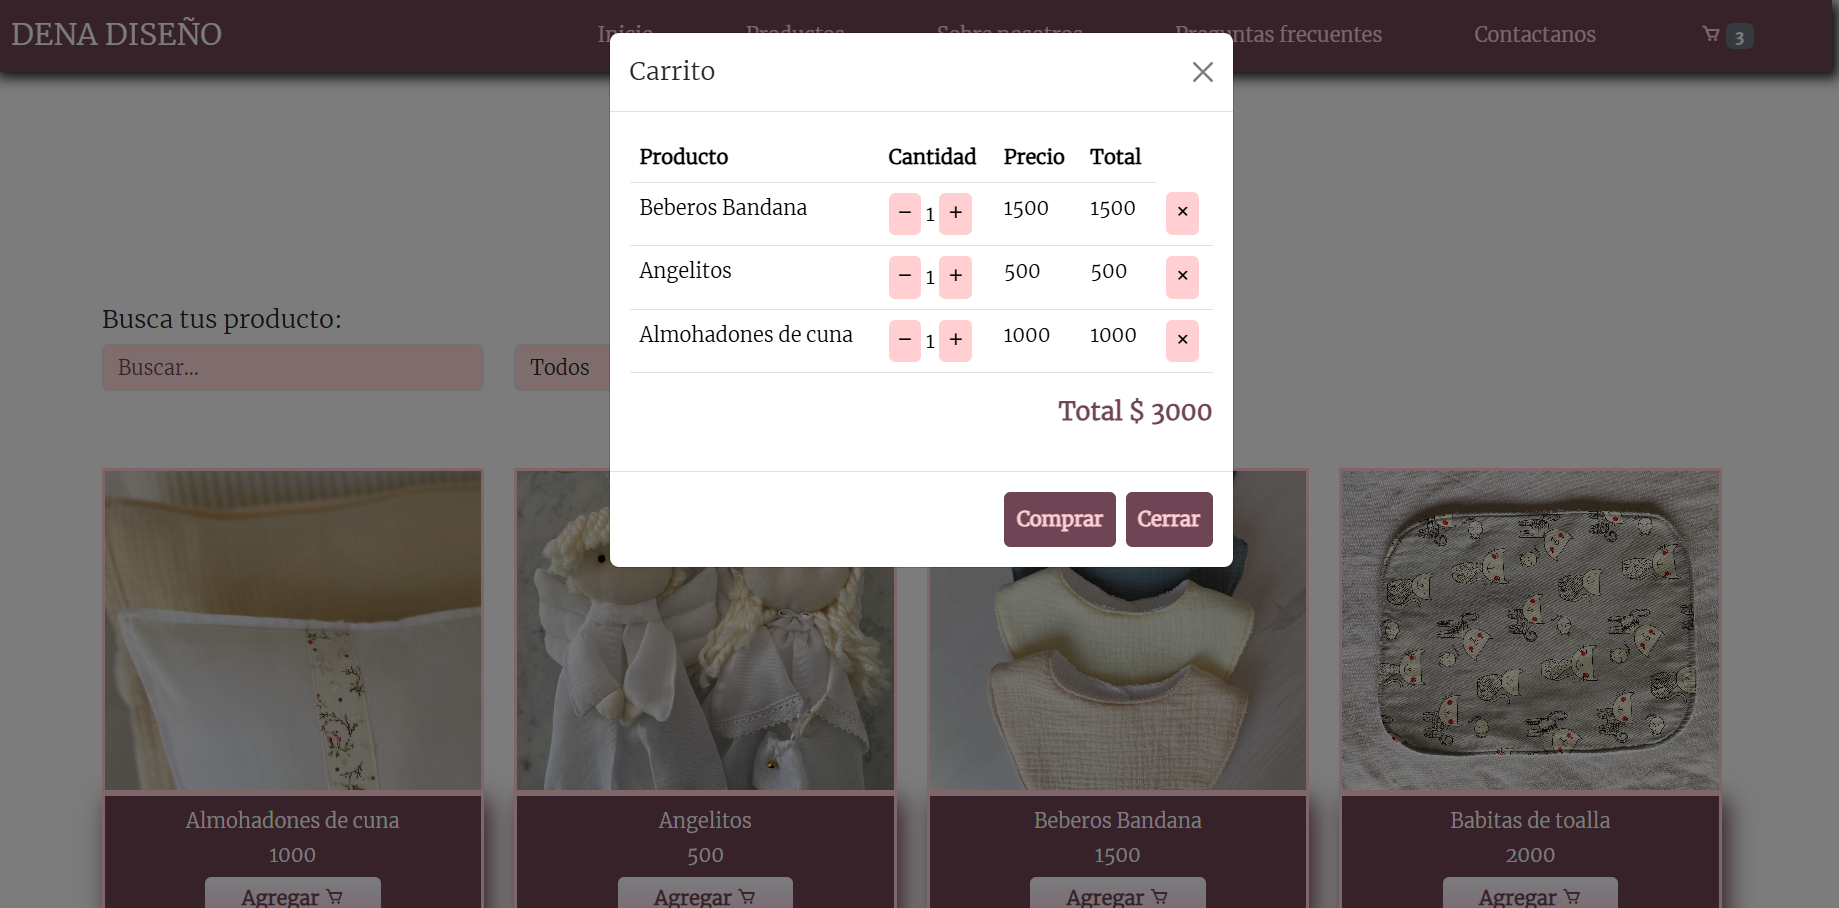 DENA DISEÑO Inicio Productos Sobre nosotros Preguntas frecuentes Contactanos 3
Carrito
Producto Cantidad Precio Total
Beberos Bandana − 1 + 1500 1500 ×
Angelitos − 1 + 500 500 ×
Almohadones de cuna − 1 + 1000 1000 ×
Total $ 3000
Comprar Cerrar
Busca tus producto:
Buscar... Todos
Almohadones de cuna
1000
Agregar
Angelitos
500
Agregar
Beberos Bandana
1500
Agregar
Babitas de toalla
2000
Agregar